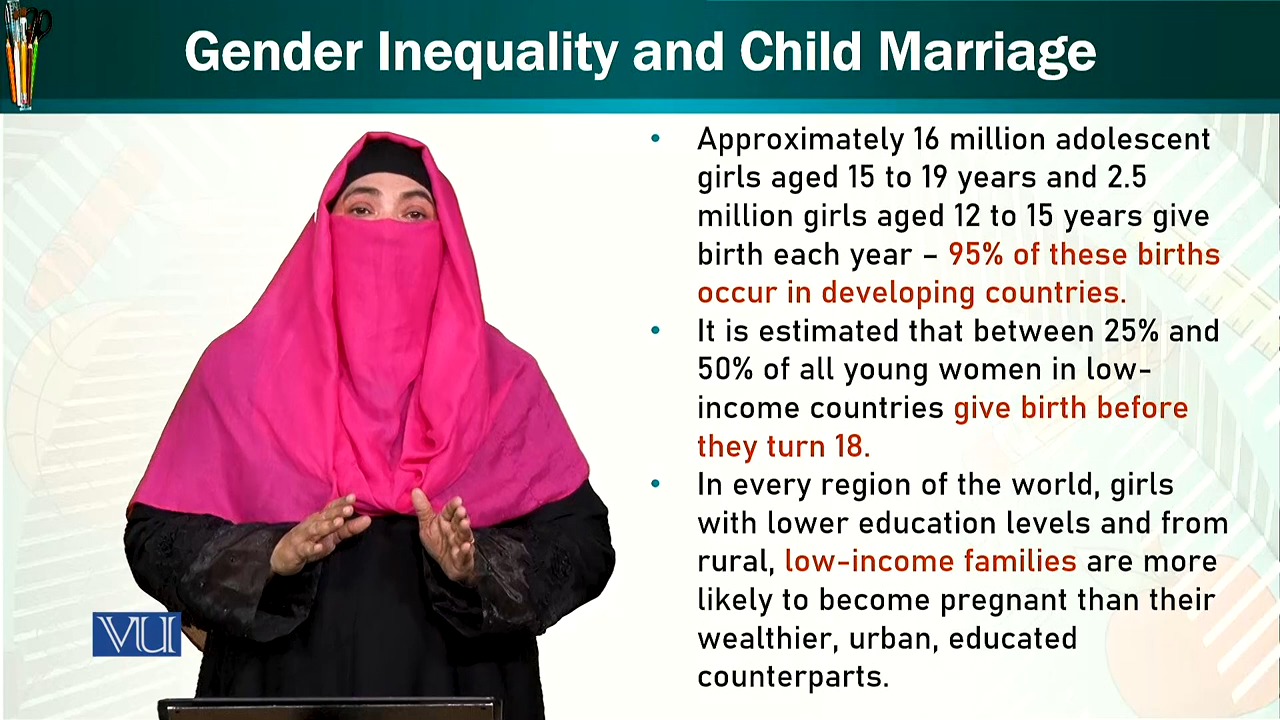 Gender Inequality and Child Marriage
• Approximately 16 million adolescent
girls aged 15 to 19 years and 2.5
million girls aged 12 to 15 years give
birth each year – 95% of these births
occur in developing countries.
• It is estimated that between 25% and
50% of all young women in low-
income countries give birth before
they turn 18.
• In every region of the world, girls
with lower education levels and from
rural, low-income families are more
likely to become pregnant than their
wealthier, urban, educated
counterparts.
VU